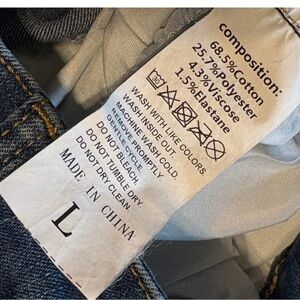 composition:
68.5%Cotton
25.7%Polyester
4.3%Viscose
1.5%Elastane
30
WASH WITH LIKE COLORS.
WASH INSIDE OUT.
MACHINE WASH COLD.
REMOVE PROMPTLY.
GENTLE CYCLE.
DO NOT BLEACH.
DO NOT TUMBLE DRY.
DO NOT DRY CLEAN.
MADE IN CHINA
L